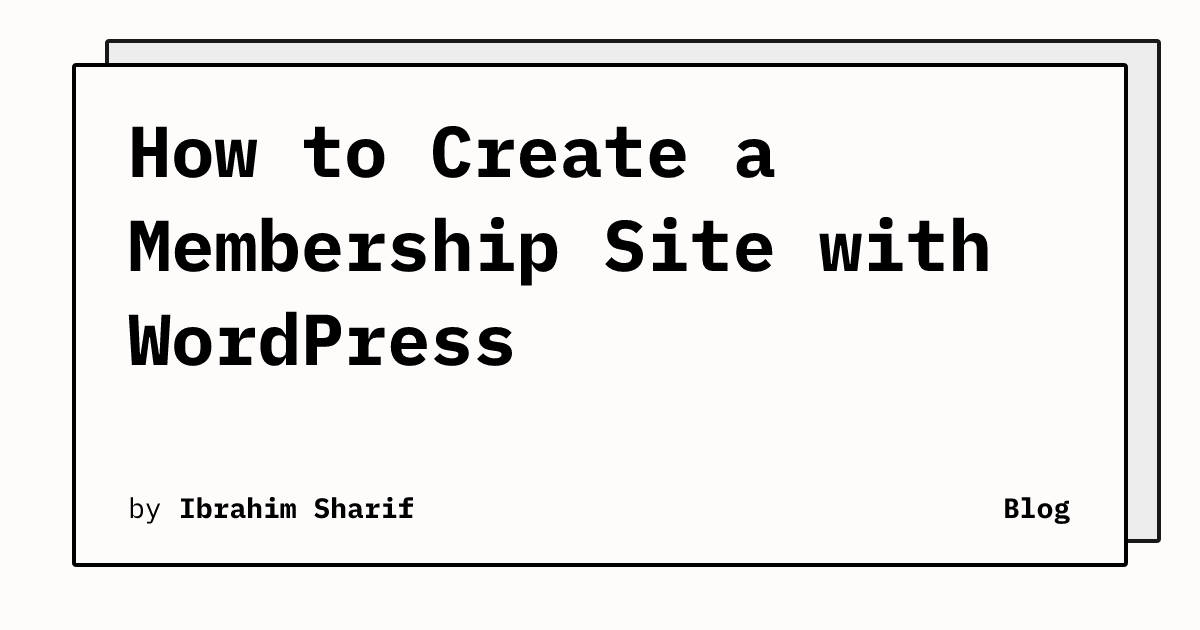 How to Create a
Membership Site with
WordPress
by Ibrahim Sharif
Blog